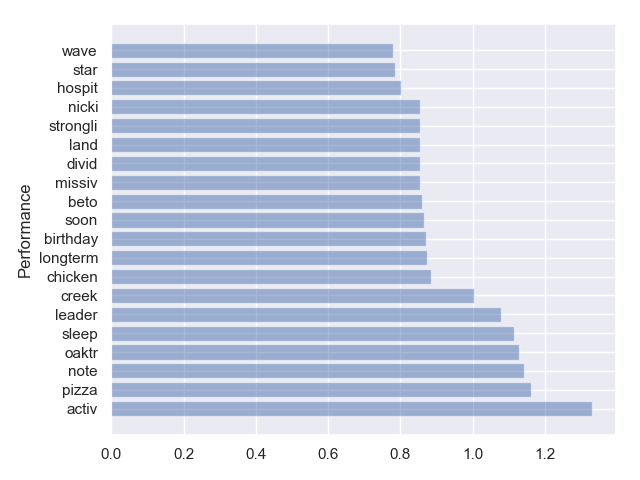 wave
star
hospit
nicki
strongli
land
divid
missiv
beto
soon
birthday
longterm
chicken
creek
leader
sleep
oaktr
note
pizza
activ
Performance
0.0 0.2 0.4 0.6 0.8 1.0 1.2